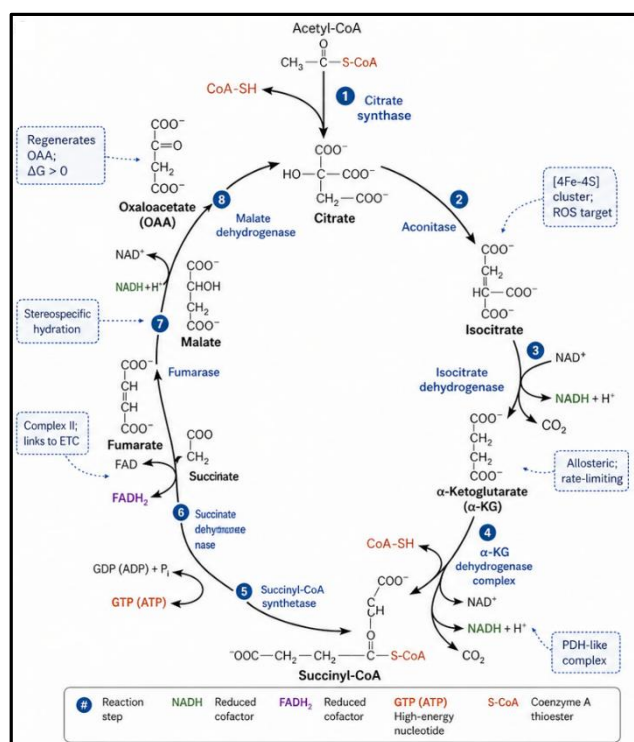 Acetyl-CoA
O
CH₃—C—S-CoA
CoA-SH
1 Citrate
synthase
Regenerates
OAA;
ΔG > 0
COO⁻
C=O
CH₂
COO⁻
Oxaloacetate
(OAA)
8
Malate
dehydrogenase
COO⁻
HO—COO⁻
CH₂—COO⁻
Citrate
2
Aconitase
[4Fe-4S]
cluster;
ROS target
COO⁻
CH₂
HC—COO⁻
COO⁻
Isocitrate
NAD⁺
NADH + H⁺
COO⁻
CHOH
CH₂
COO⁻
Malate
Stereospecific
hydration
7
Fumarase
3
Isocitrate
dehydrogenase
NAD⁺
NADH + H⁺
CO₂
COO⁻
CH
CH
COO⁻
Fumarate
Complex II;
links to ETC
FAD
FADH₂
COO
CH₂
Succinate
6 Succinate
nase
COO⁻
CH₂
CH₂
COO⁻
α-Ketoglutarate
(α-KG)
Allosteric;
rate-limiting
4
α-KG
dehydrogenase
complex
CoA-SH
NAD⁺
NADH + H⁺
CO₂
PDH-like
complex
GDP (ADP) + Pᵢ
GTP (ATP)
5 Succinyl-CoA
synthetase
COO⁻
CH
O
⁻OOC—CH₂—CH₂—C—S-CoA
Succinyl-CoA
# Reaction
step
NADH Reduced
cofactor
FADH₂ Reduced
cofactor
GTP (ATP)
High-energy
nucleotide
S-CoA Coenzyme A
thioester